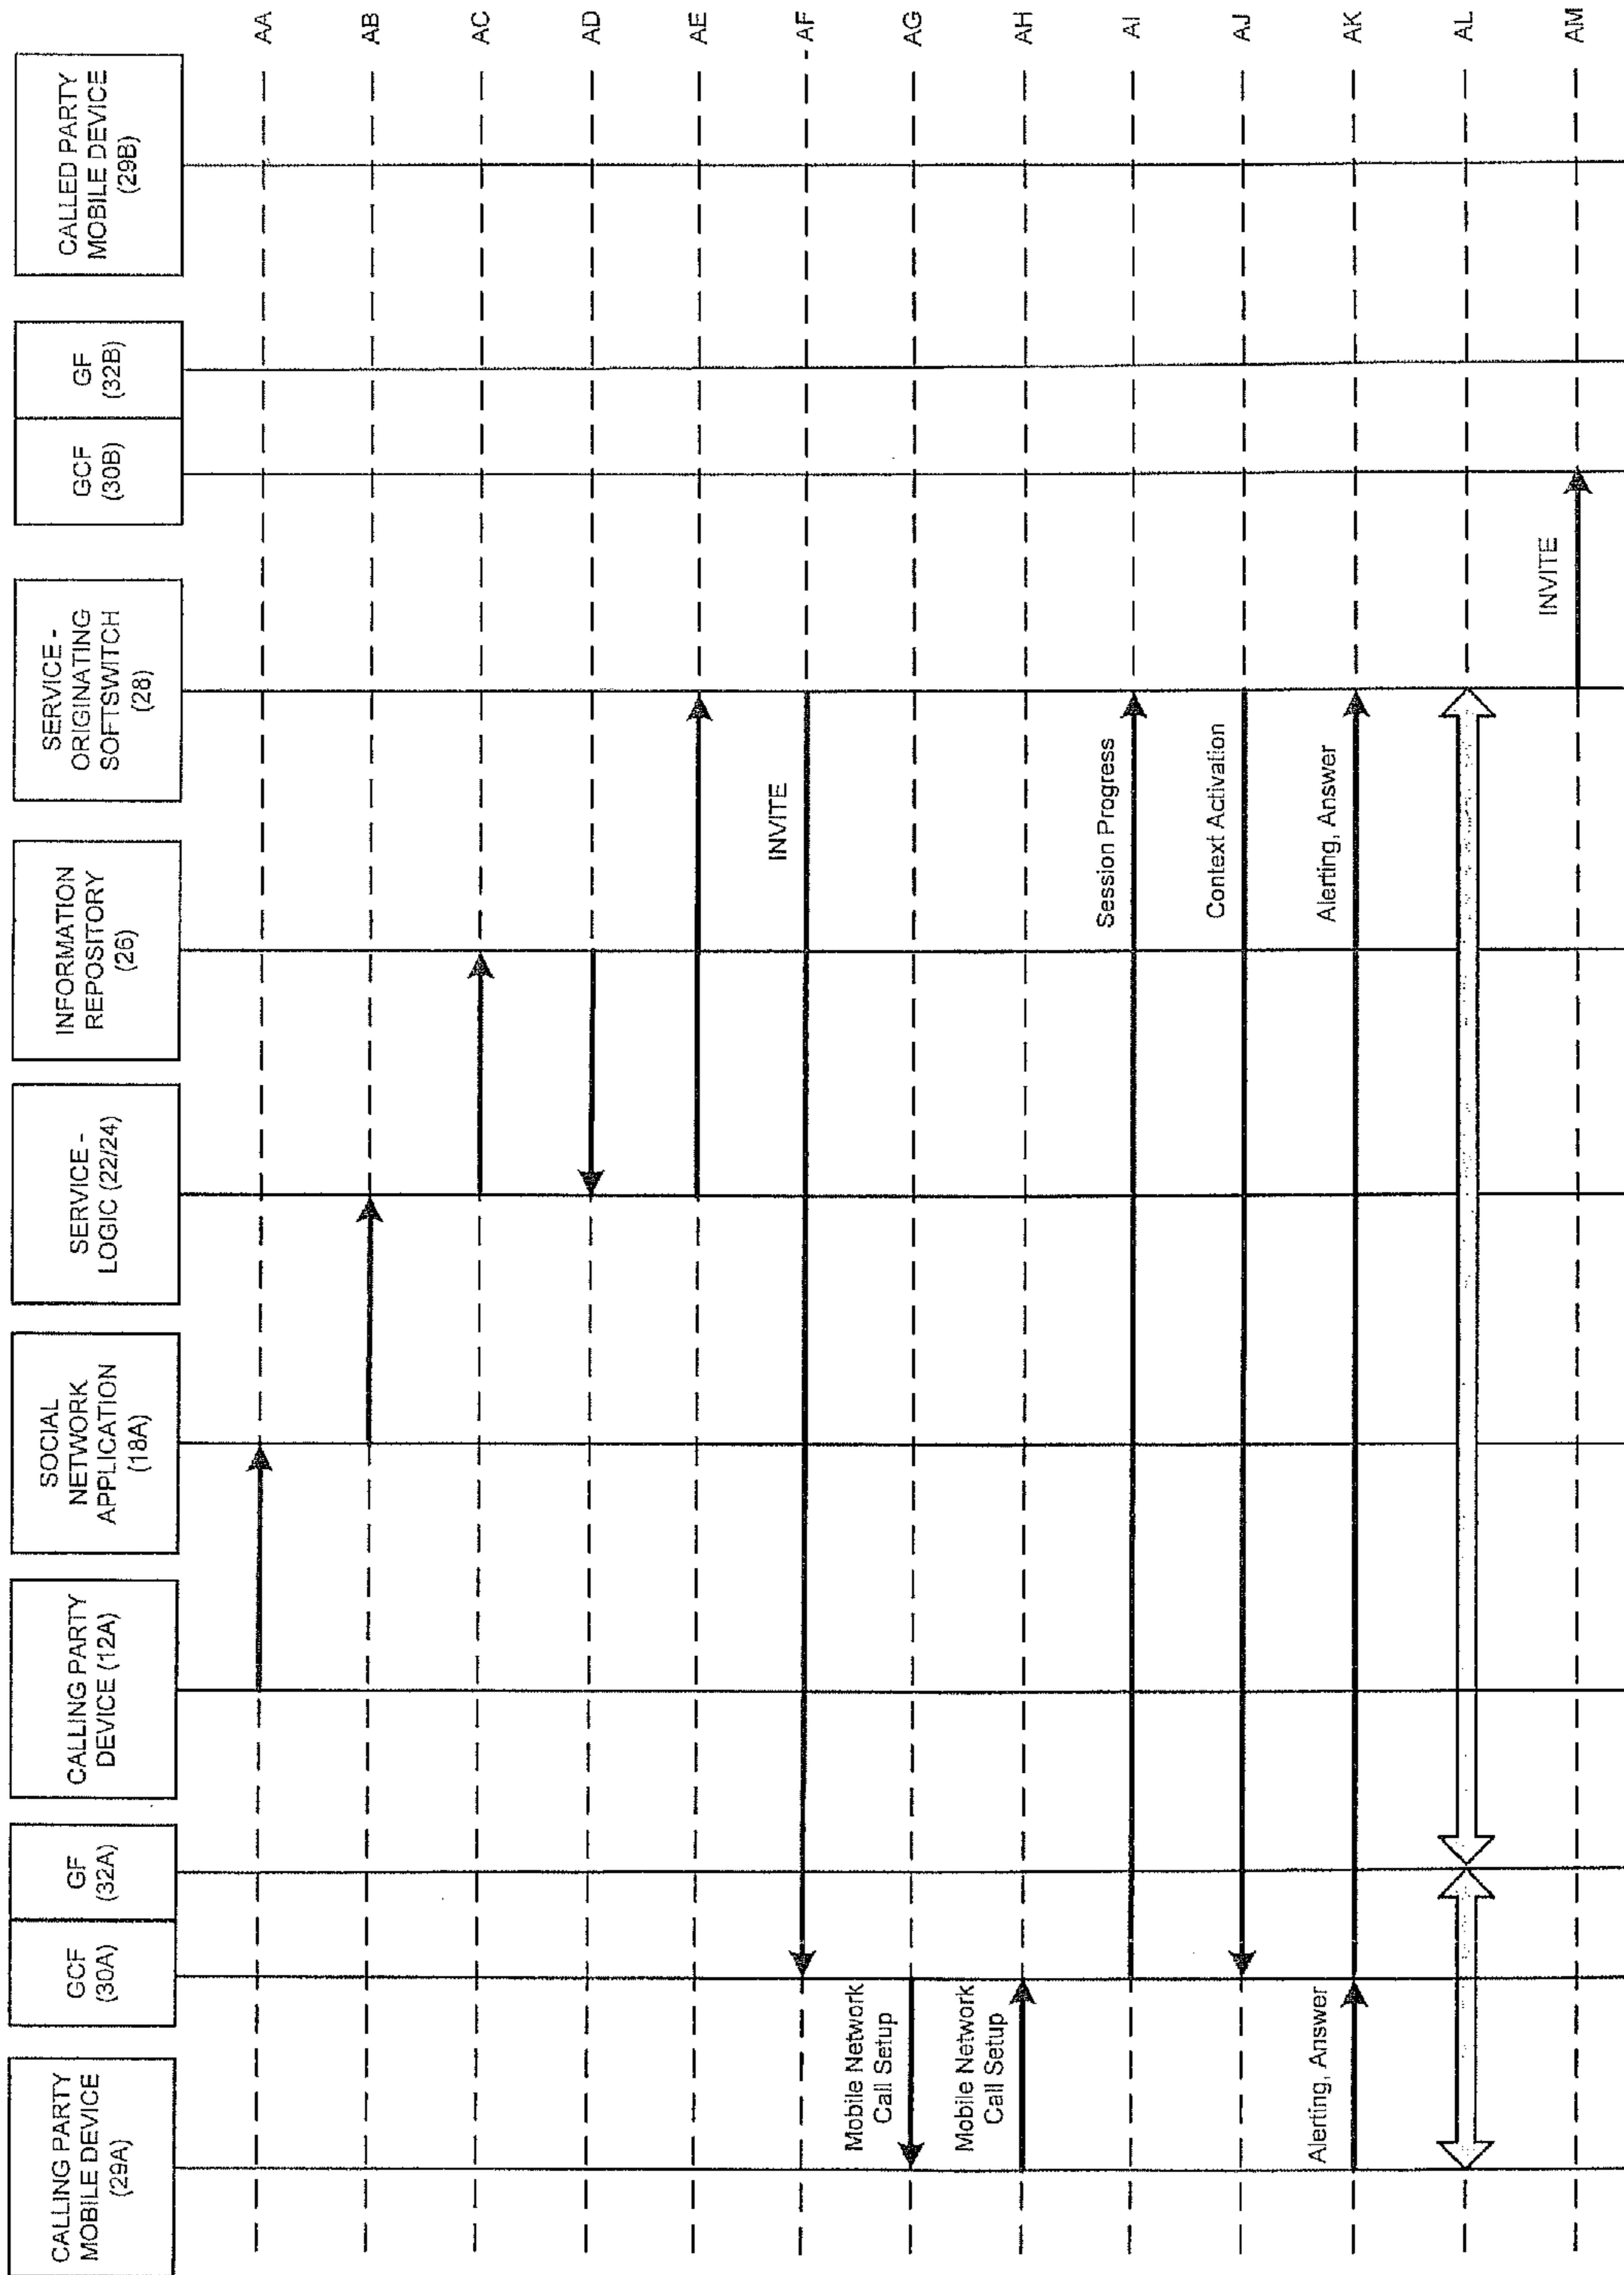 CALLING PARTY
MOBILE DEVICE
(29A)
GCF
(30A)
GF
(32A)
CALLING PARTY
DEVICE (12A)
SOCIAL
NETWORK
APPLICATION
(18A)
SERVICE -
LOGIC (22/24)
INFORMATION
REPOSITORY
(26)
SERVICE -
ORIGINATING
SOFTSWITCH
(28)
GCF
(30B)
GF
(32B)
CALLED PARTY
MOBILE DEVICE
(29B)
AA
AB
AC
AD
AE
INVITE
AF
Mobile Network
Call Setup
AG
Mobile Network
Call Setup
AH
Session Progress
AI
Context Activation
AJ
Alerting, Answer
Alerting, Answer
AK
AL
INVITE
AM